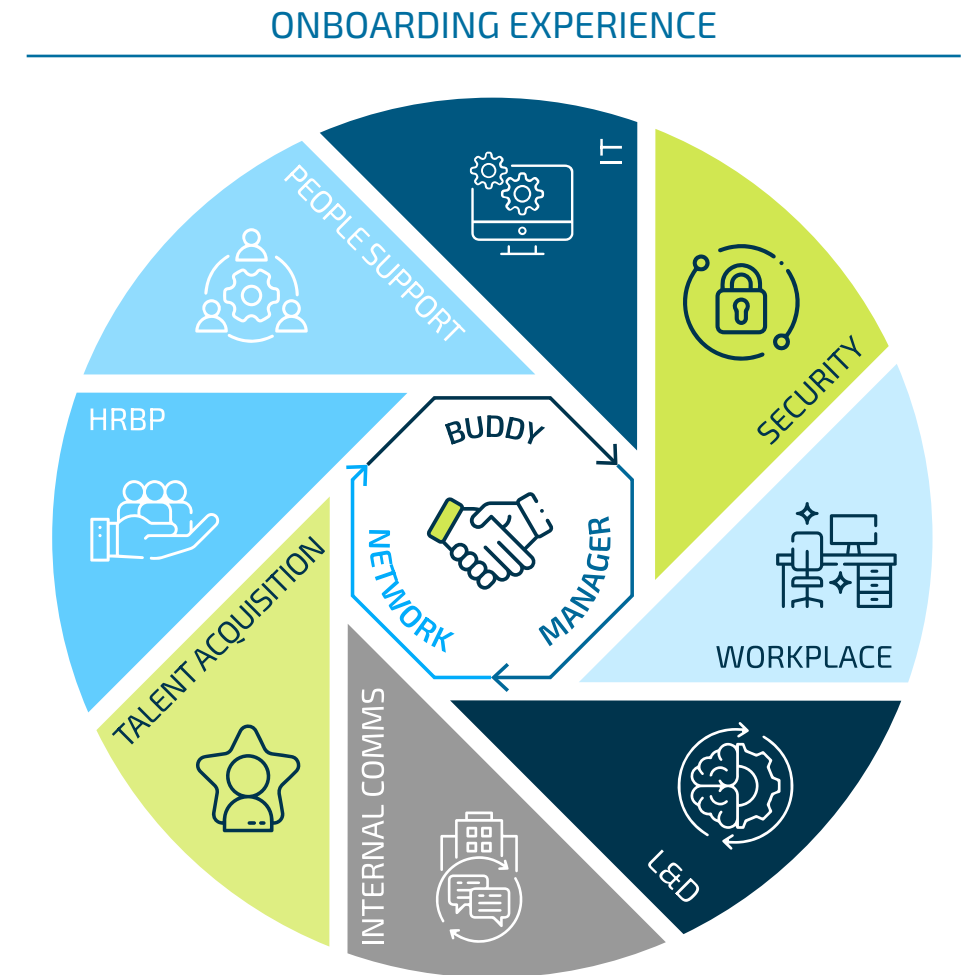 ONBOARDING EXPERIENCE
IT
SECURITY
WORKPLACE
L&D
INTERNAL COMMS
TALENT ACQUISITION
HRBP
PEOPLE SUPPORT
BUDDY
MANAGER
NETWORK